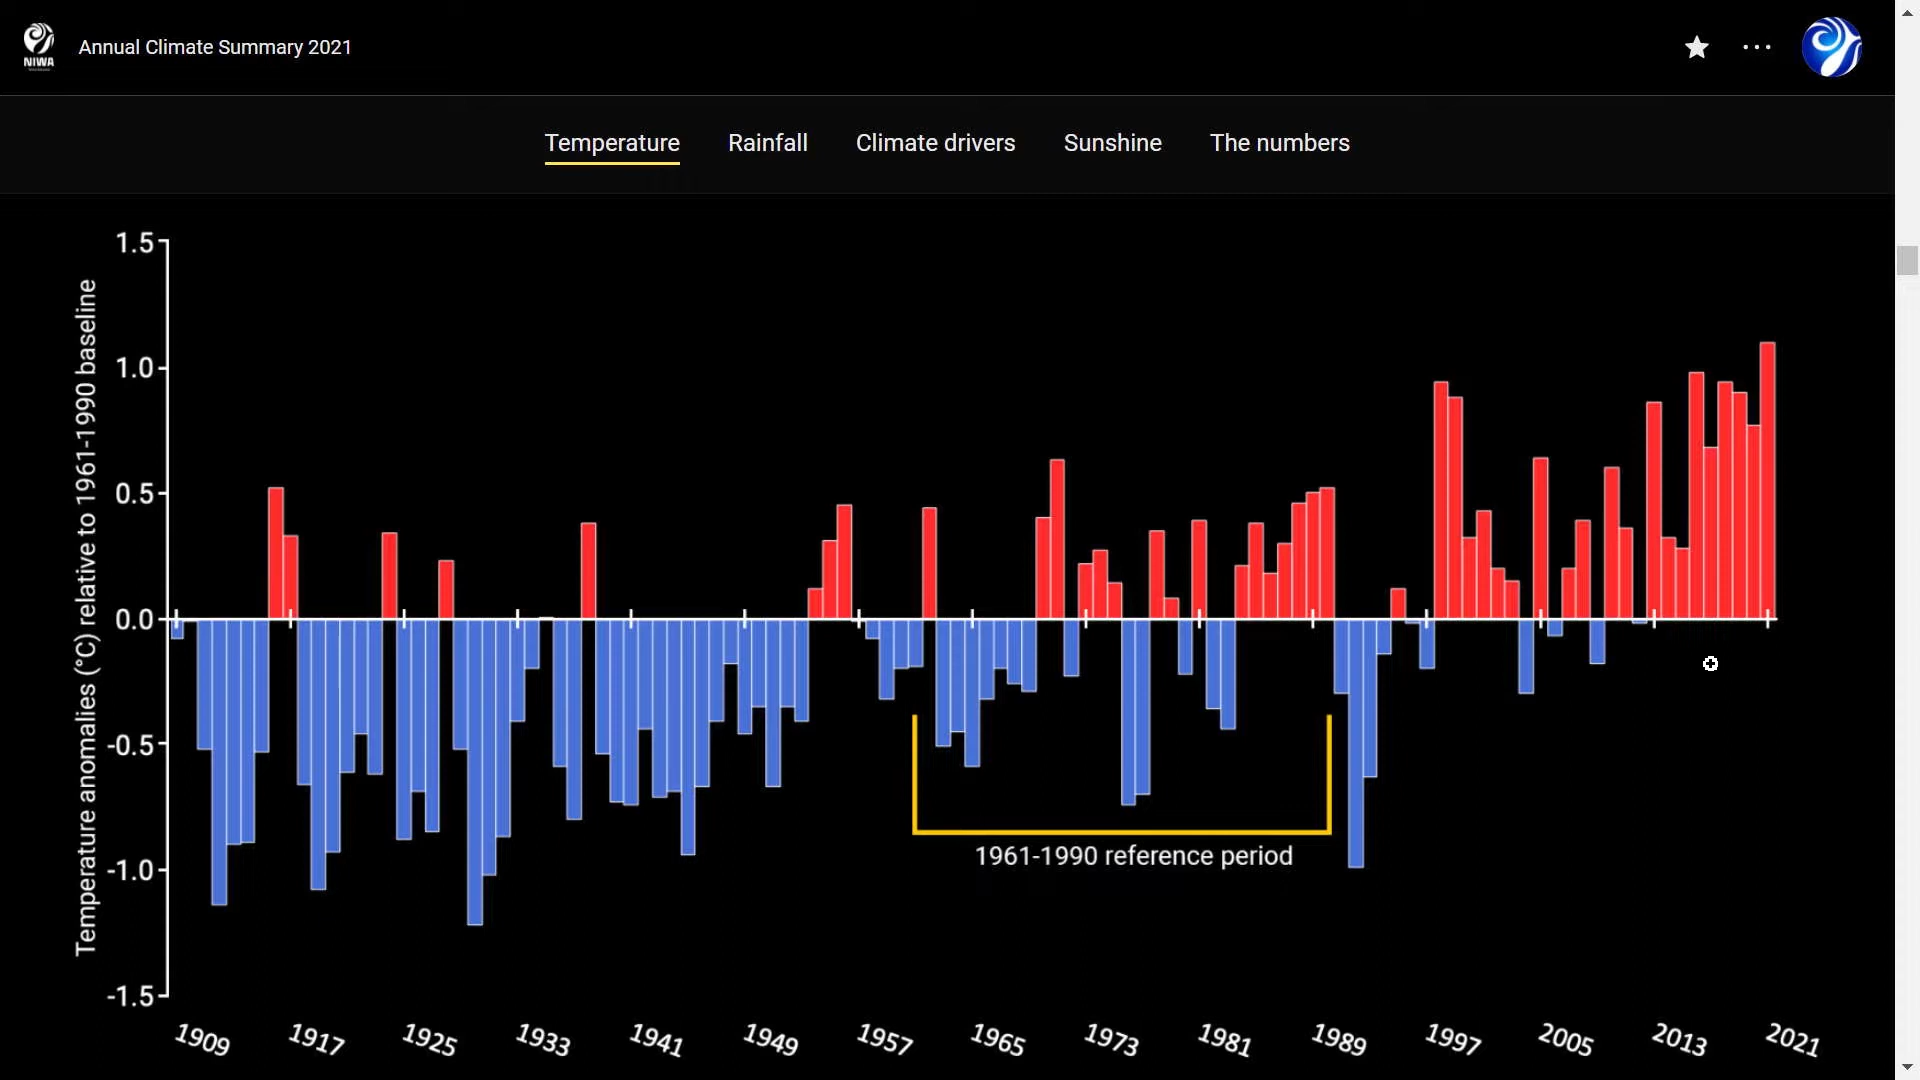 NIWA
Annual Climate Summary 2021
Temperature
Rainfall
Climate drivers
Sunshine
The numbers
Temperature anomalies (°C) relative to 1961-1990 baseline
1.5
1.0
0.5
0.0
-0.5
-1.0
-1.5
1961-1990 reference period
1909
1917
1925
1933
1941
1949
1957
1965
1973
1981
1989
1997
2005
2013
2021